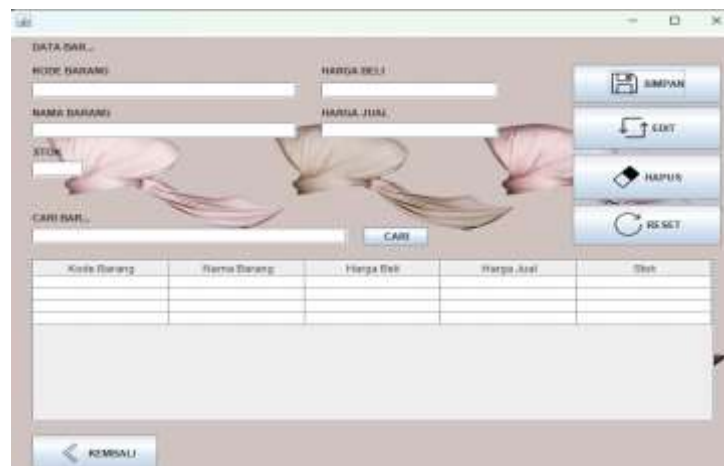 DATA BAR...
KODE BARANG
HARGA BELI
SIMPAN
NAMA BARANG
HARGA JUAL
EDIT
STOK
HAPUS
CARI BAR...
CARI
RESET
Kode Barang Nama Barang Harga Beli Harga Jual Stok
KEMBALI